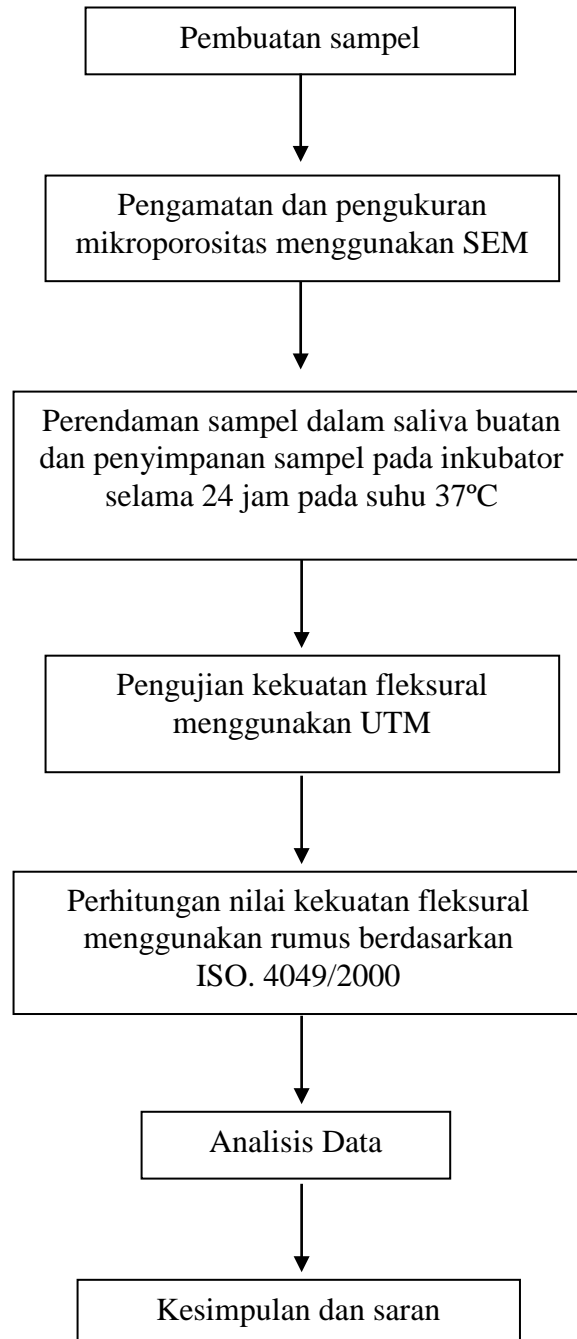 Pembuatan sampel
Pengamatan dan pengukuran
mikroporositas menggunakan SEM
Perendaman sampel dalam saliva buatan
dan penyimpanan sampel pada inkubator
selama 24 jam pada suhu 37ºC
Pengujian kekuatan fleksural
menggunakan UTM
Perhitungan nilai kekuatan fleksural
menggunakan rumus berdasarkan
ISO. 4049/2000
Analisis Data
Kesimpulan dan saran